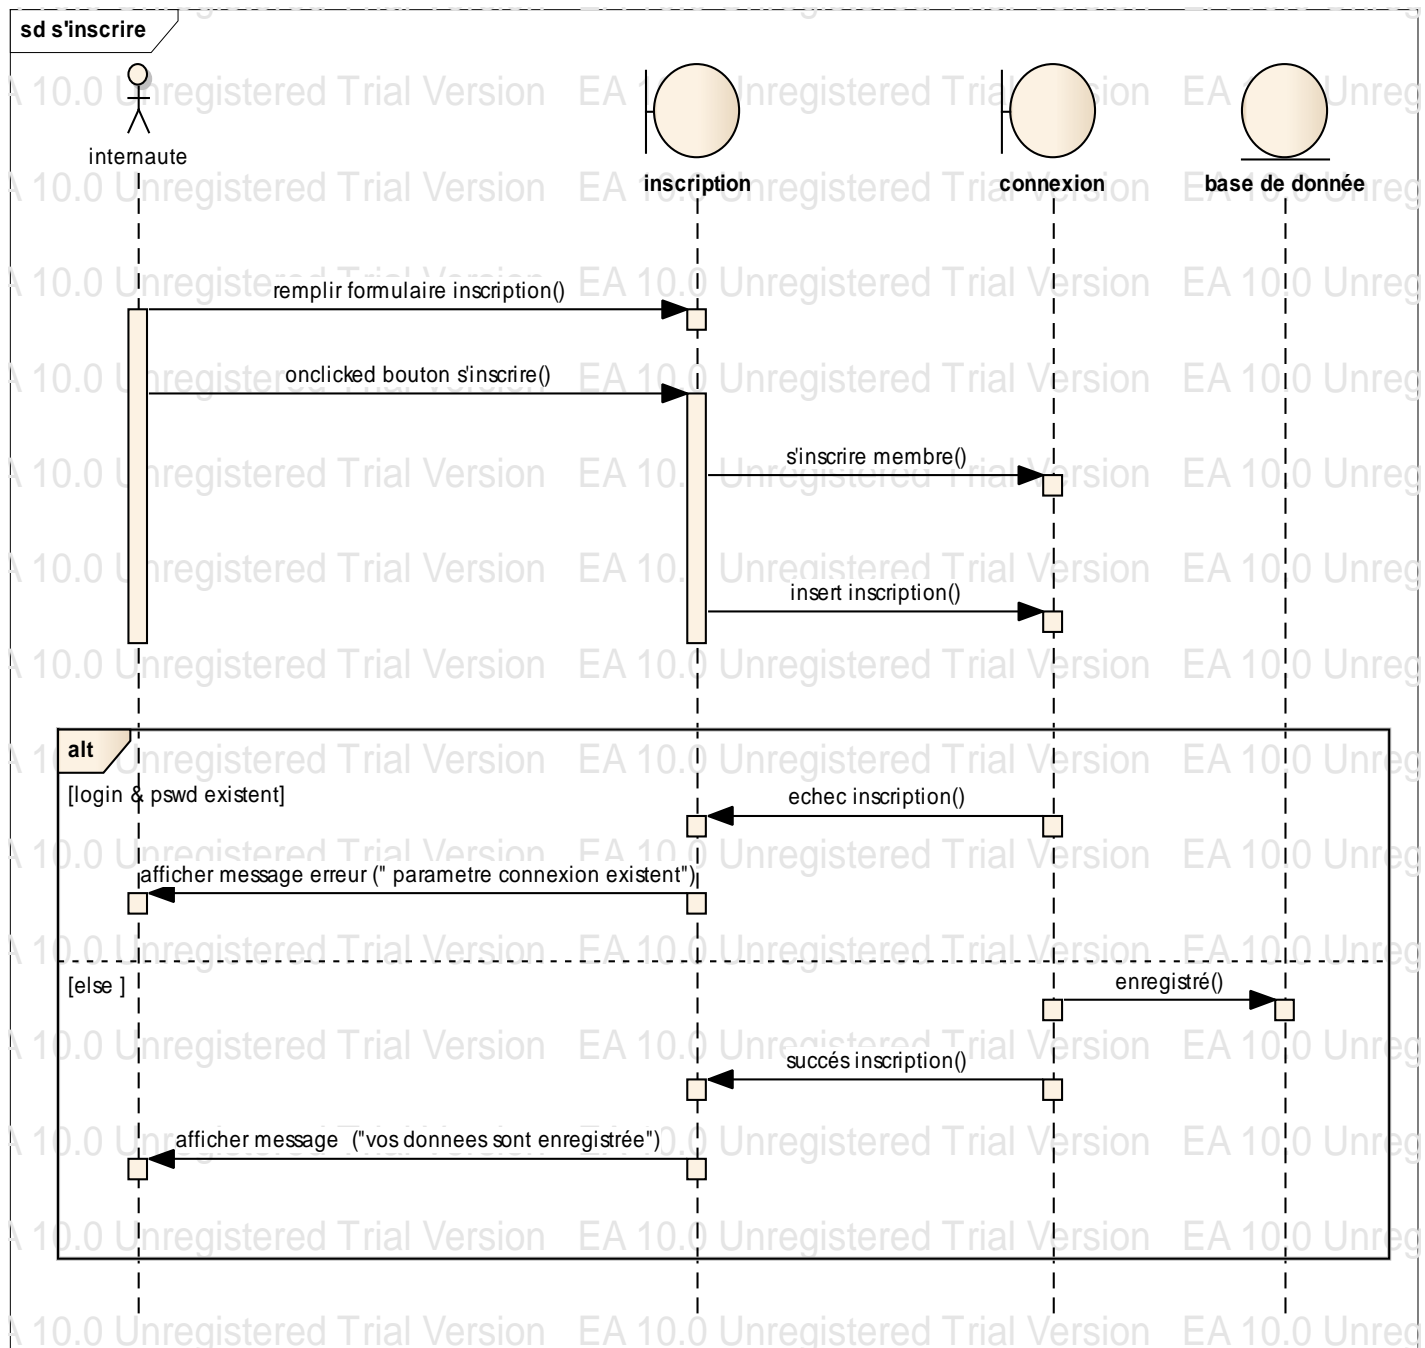 sd s'inscrire
EA 10.0 Unregistered Trial Version
internaute
inscription
connexion
base de donnée
remplir formulaire inscription()
onclicked bouton s'inscrire()
s'inscrire membre()
insert inscription()
alt
[login & pswd existent]
echec inscription()
afficher message erreur (" parametre connexion existent")
[else ]
enregistré()
succés inscription()
afficher message  ("vos donnees sont enregistrée")